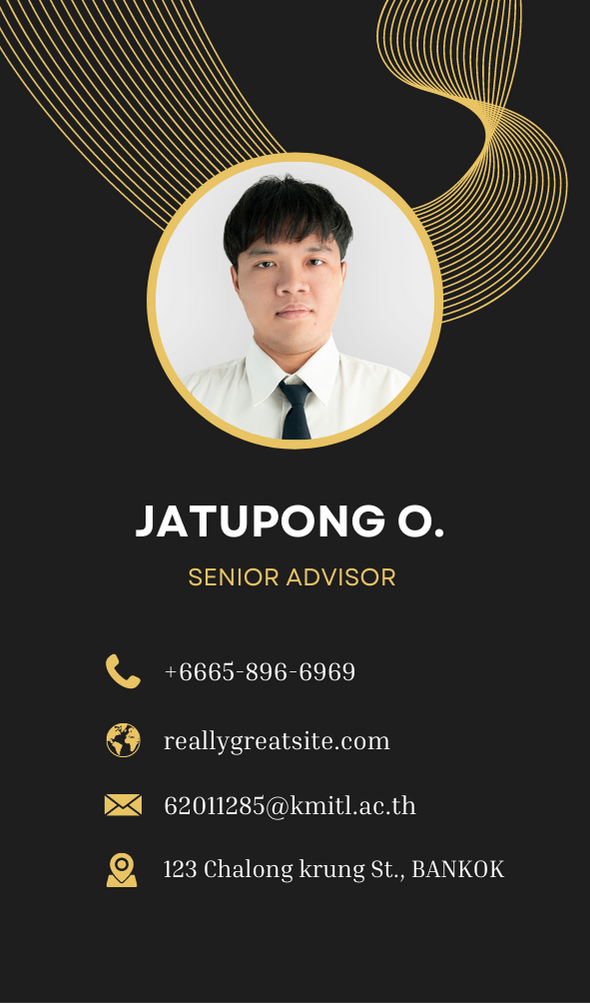 JATUPONG O.
SENIOR ADVISOR
+6665-896-6969
reallygreatsite.com
62011285@kmitl.ac.th
123 Chalong krung St., BANKOK